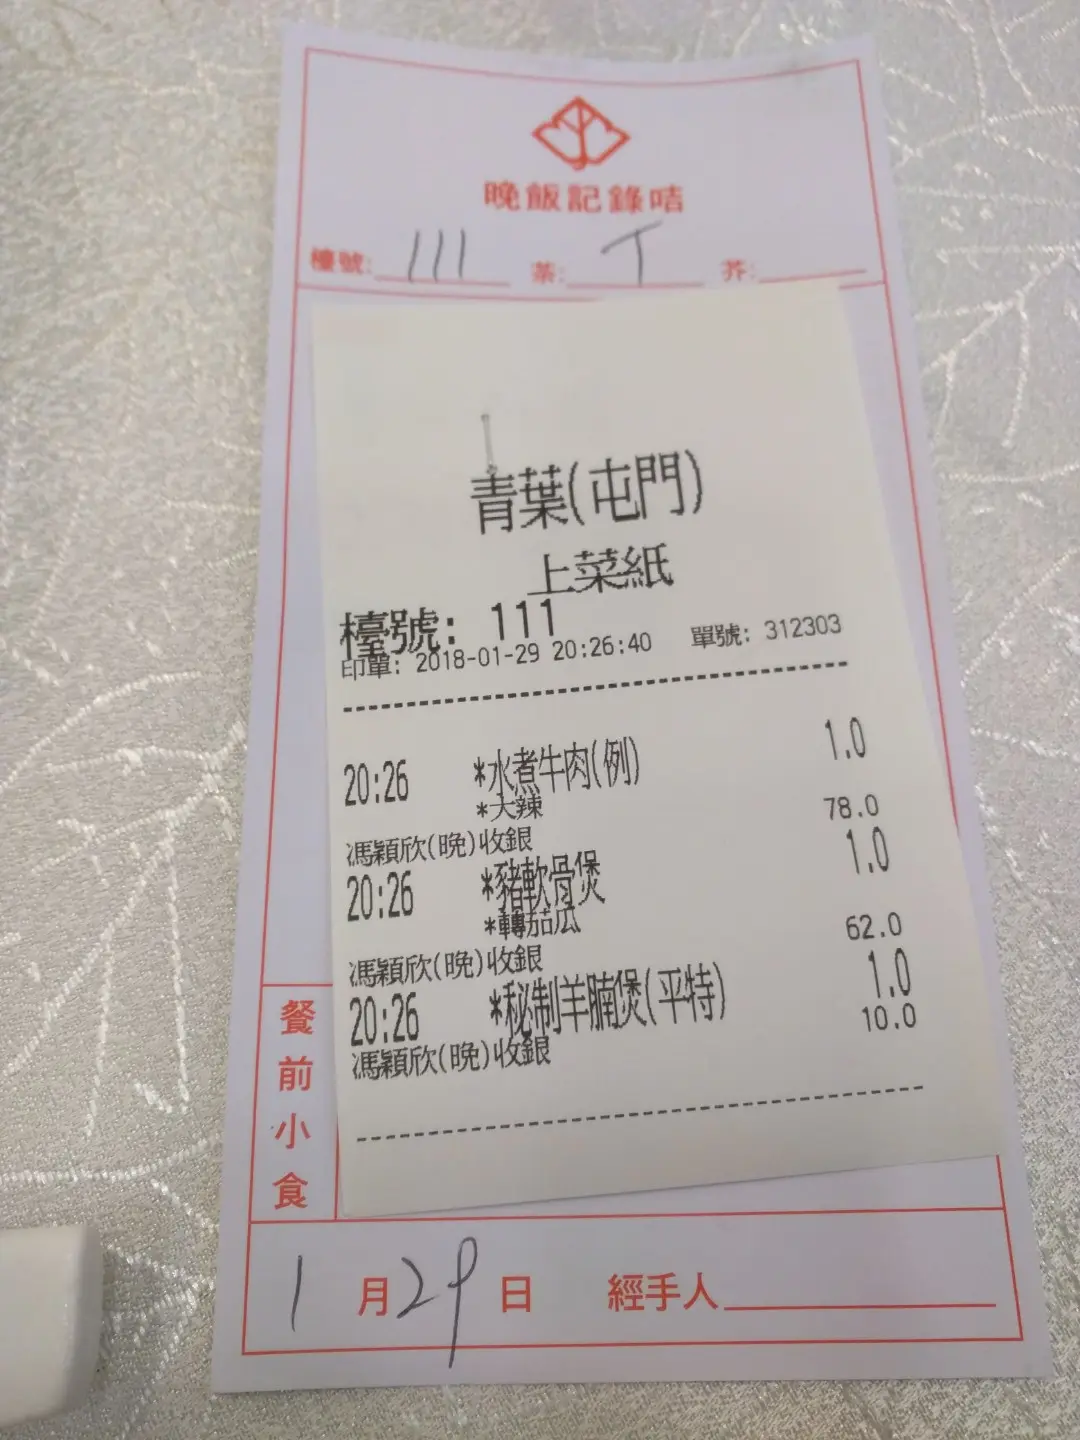 晚飯記錄咭
檯號: 111 茶: T 芥:
青葉(屯門)
上菜紙
檯號: 111
印單: 2018-01-29 20:26:40 單號: 312303
20:26 *水煮牛肉(例) 1.0
*大辣 78.0
馮穎欣(晚)收銀
20:26 *豬軟骨煲 1.0
*轉茄瓜 62.0
馮穎欣(晚)收銀
20:26 *秘制羊腩煲(平特) 1.0
馮穎欣(晚)收銀 10.0
餐前小食
1月29日 經手人